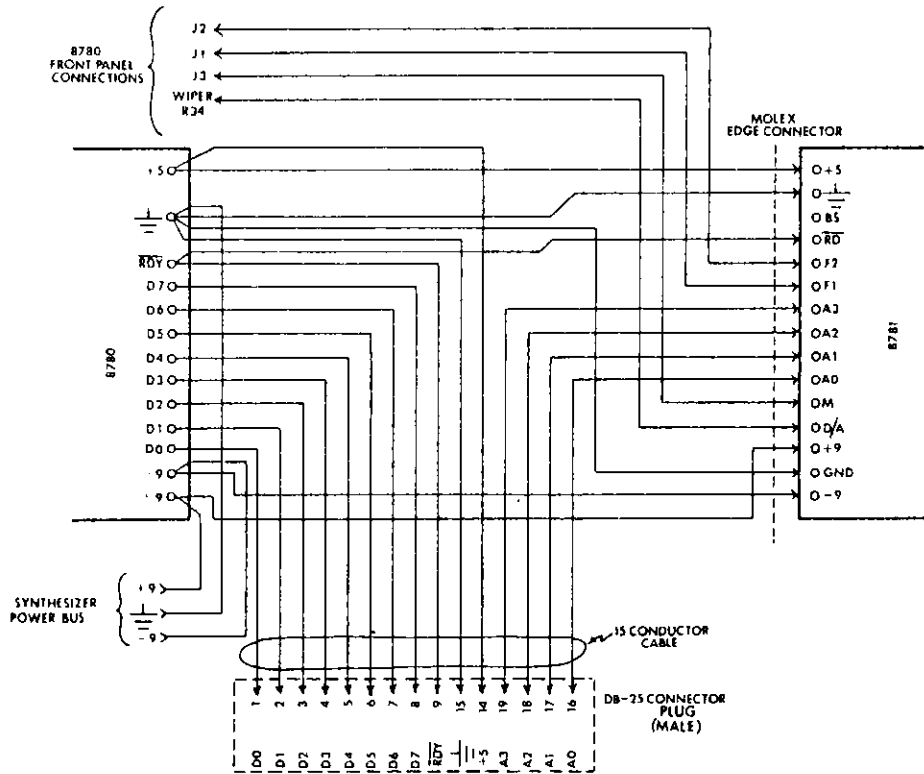 8780
FRONT PANEL
CONNECTIONS
J2
J1
J3
WIPER
R34
MOLEX
EDGE CONNECTOR
8780
+5
RDY
D7
D6
D5
D4
D3
D2
D1
D0
-9
+9
8781
+5
BS
RD
F2
F1
A3
A2
A1
A0
M
D/A
+9
GND
-9
SYNTHESIZER
POWER BUS
+9
-9
15 CONDUCTOR
CABLE
DB-25 CONNECTOR
PLUG
(MALE)
1 2 3 4 5 6 7 8 9 15 14 19 18 17 16
D0 D1 D2 D3 D4 D5 D6 D7 RDY +5 A3 A2 A1 A0